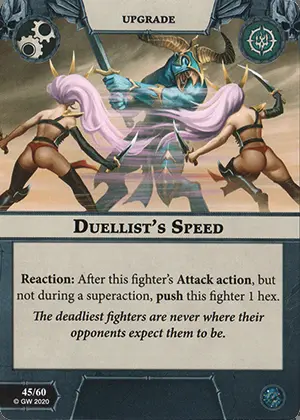 UPGRADE
DUELLIST'S SPEED
Reaction: After this fighter's Attack action, but
not during a superaction, push this fighter 1 hex.
The deadliest fighters are never where their
opponents expect them to be.
45/60
© GW 2020